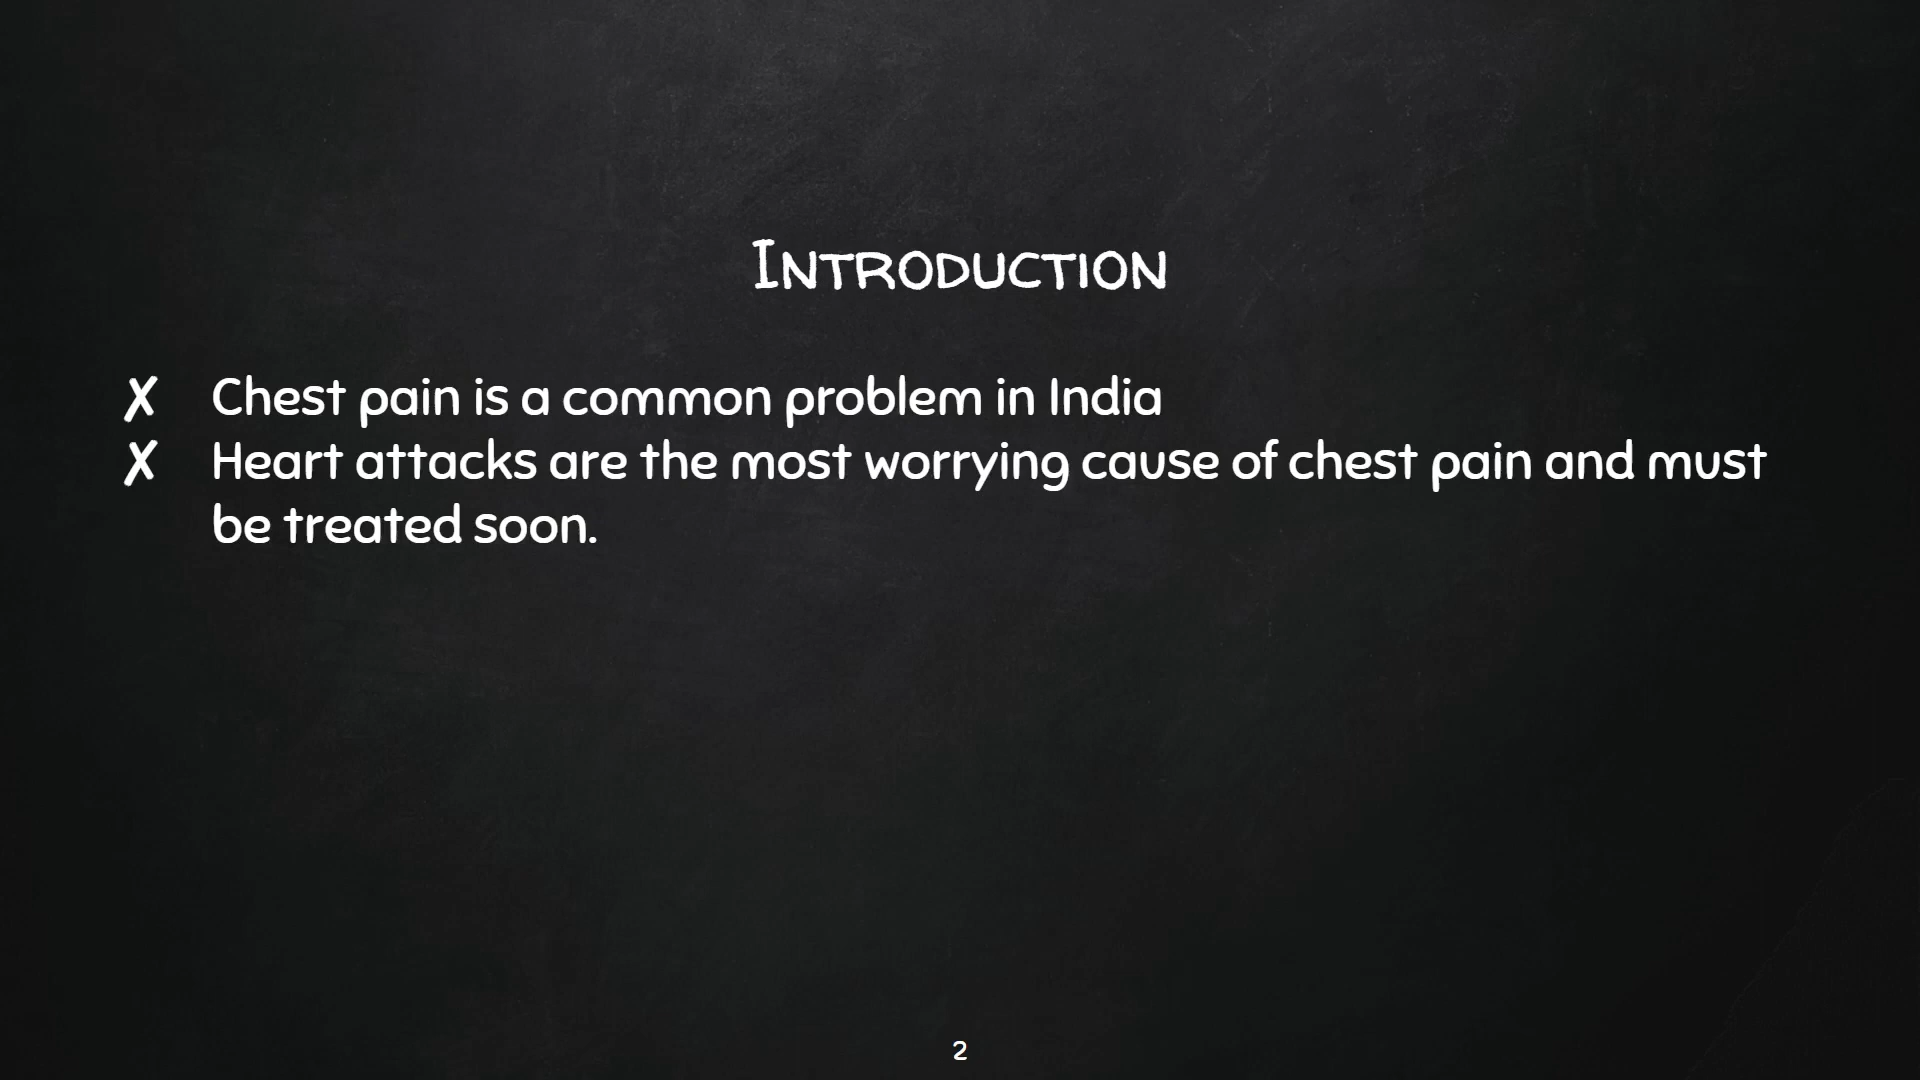 Introduction
✗ Chest pain is a common problem in India
✗ Heart attacks are the most worrying cause of chest pain and must
be treated soon.
2